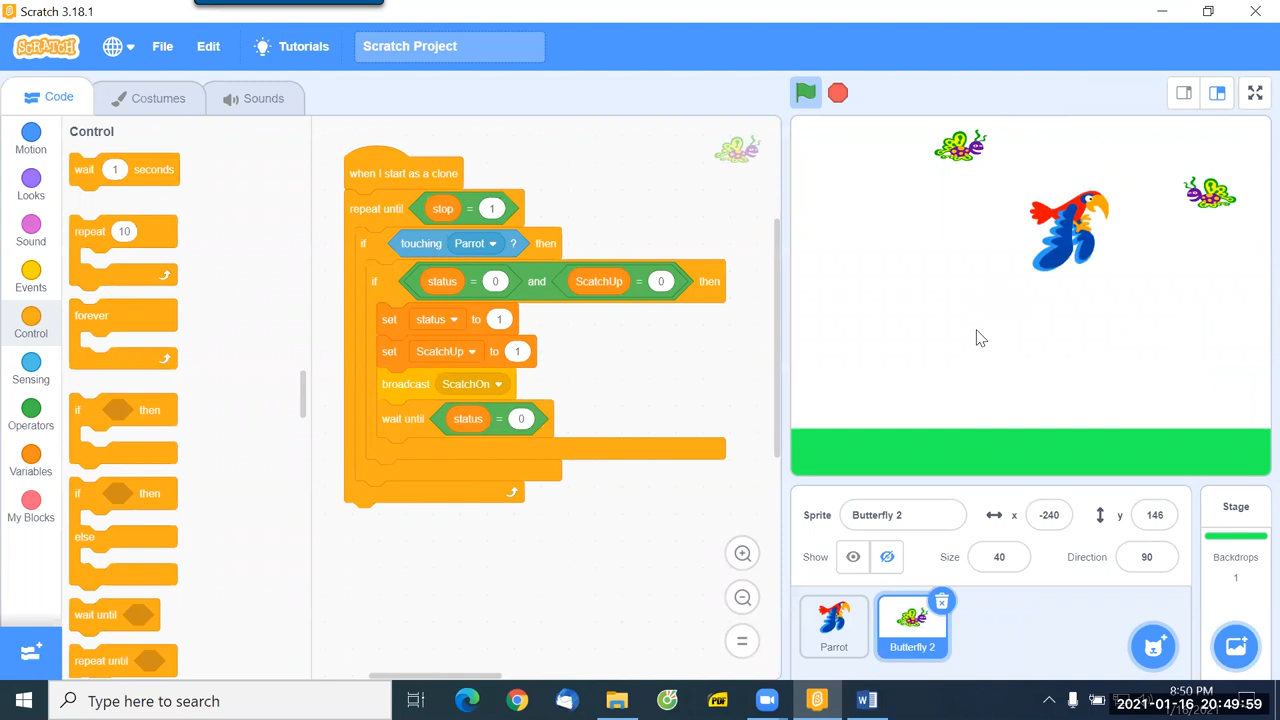 Scratch 3.18.1
SCRATCH File Edit Tutorials Scratch Project
Code Costumes Sounds
Motion
Looks
Sound
Events
Control
Sensing
Operators
Variables
My Blocks
Control
wait 1 seconds
repeat 10
forever
if then
if then
else
wait until
repeat until
when I start as a clone
repeat until stop = 1
if touching Parrot ? then
if status = 0 and ScatchUp = 0 then
set status to 1
set ScatchUp to 1
broadcast ScatchOn
wait until status = 0
Sprite Butterfly 2 x -240 y 146
Show Size 40 Direction 90
Parrot
Butterfly 2
Stage
Backdrops
1
Type here to search
PDF
8:50 PM
2021-01-16 20:49:59